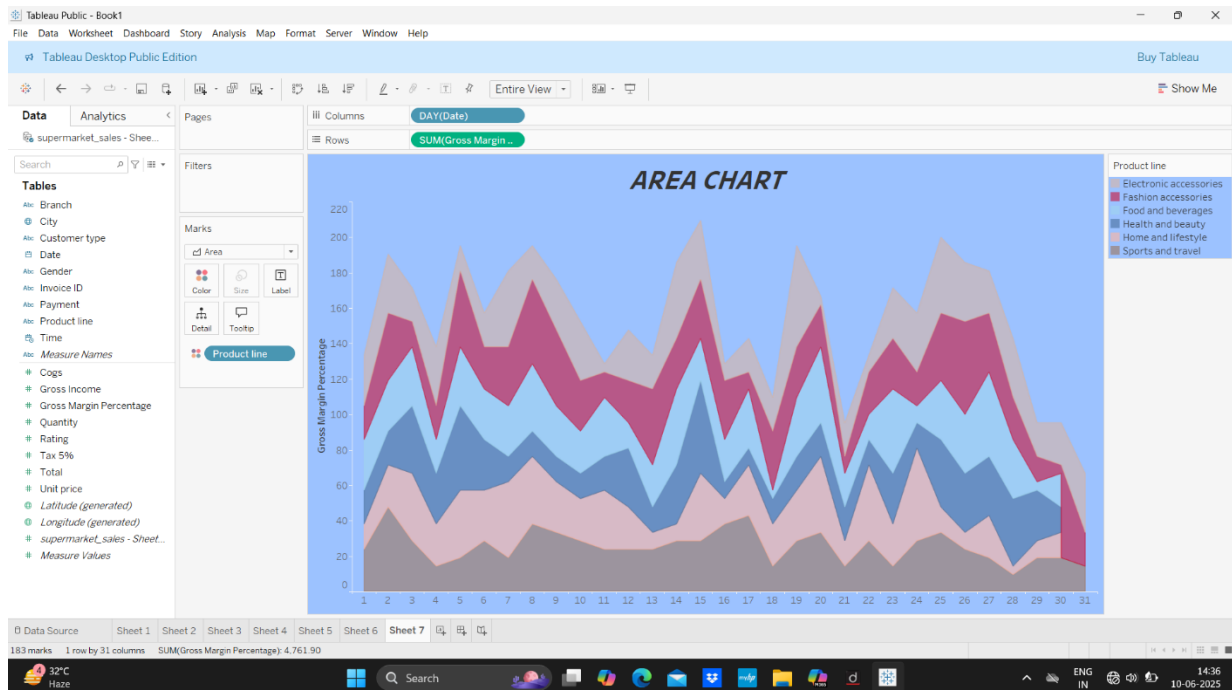 Tableau Public - Book1
File Data Worksheet Dashboard Story Analysis Map Format Server Window Help
Tableau Desktop Public Edition
Buy Tableau
Entire View
Show Me
Data Analytics
supermarket_sales - Shee...
Search
Tables
Abc Branch
City
Abc Customer type
Date
Abc Gender
Abc Invoice ID
Abc Payment
Abc Product line
Time
Abc Measure Names
# Cogs
# Gross Income
# Gross Margin Percentage
# Quantity
# Rating
# Tax 5%
# Total
# Unit price
Latitude (generated)
Longitude (generated)
# supermarket_sales - Sheet...
# Measure Values
Pages
Filters
Marks
Area
Color Size Label
Detail Tooltip
Product line
Columns
DAY(Date)
Rows
SUM(Gross Margin ..
AREA CHART
Gross Margin Percentage
220
200
180
160
140
120
100
80
60
40
20
0
1 2 3 4 5 6 7 8 9 10 11 12 13 14 15 16 17 18 19 20 21 22 23 24 25 26 27 28 29 30 31
Product line
Electronic accessories
Fashion accessories
Food and beverages
Health and beauty
Home and lifestyle
Sports and travel
Data Source Sheet 1 Sheet 2 Sheet 3 Sheet 4 Sheet 5 Sheet 6 Sheet 7
183 marks 1 row by 31 columns SUM(Gross Margin Percentage): 4,761.90
4
32°C
Haze
Search
ENG
IN
14:36
10-06-2025